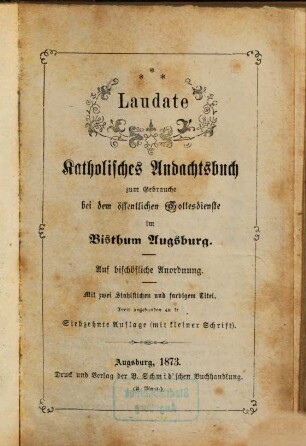 Laudate
Katholisches Andachtsbuch
zum Gebrauche
bei dem öffentlichen Gottesdienste
im
Bisthum Augsburg.
Auf bischöfliche Anordnung.
Mit zwei Stahlstichen und farbigem Titel.
Siebzehnte Auflage (mit kleiner Schrift).
Augsburg, 1873.
Druck und Verlag der B. Schmid'schen Buchhandlung.